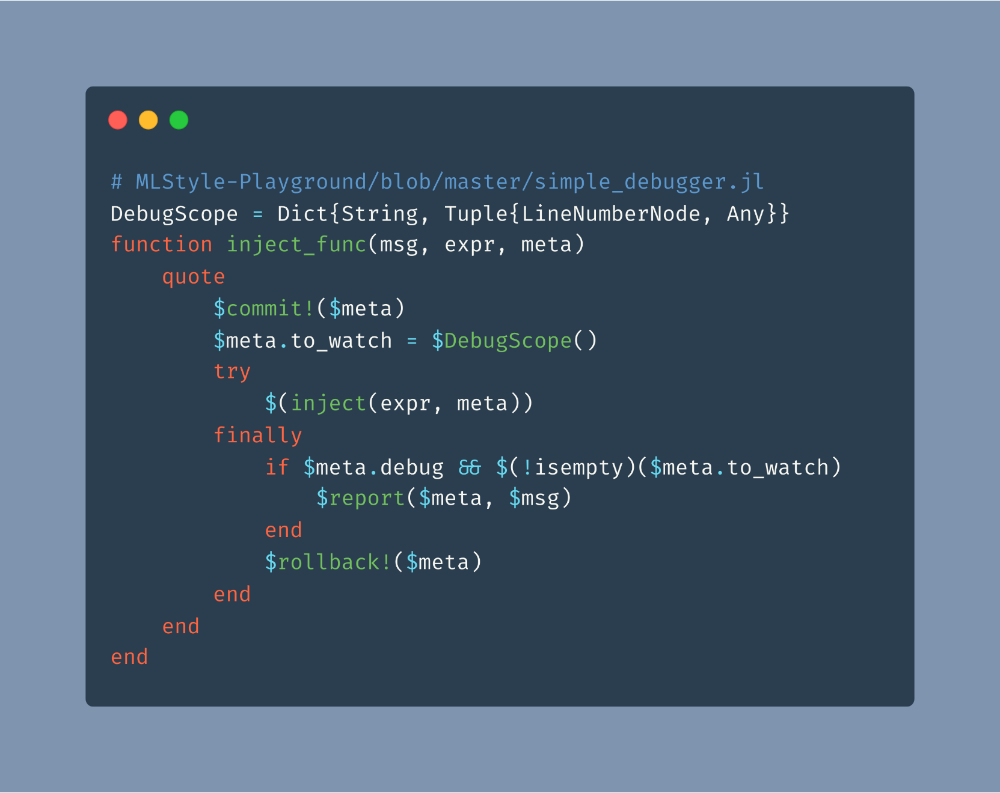 # MLStyle-Playground/blob/master/simple_debugger.jl
DebugScope = Dict{String, Tuple{LineNumberNode, Any}}
function inject_func(msg, expr, meta)
    quote
        $commit!($meta)
        $meta.to_watch = $DebugScope()
        try
            $(inject(expr, meta))
        finally
            if $meta.debug && $(!isempty)($meta.to_watch)
                $report($meta, $msg)
            end
            $rollback!($meta)
        end
    end
end